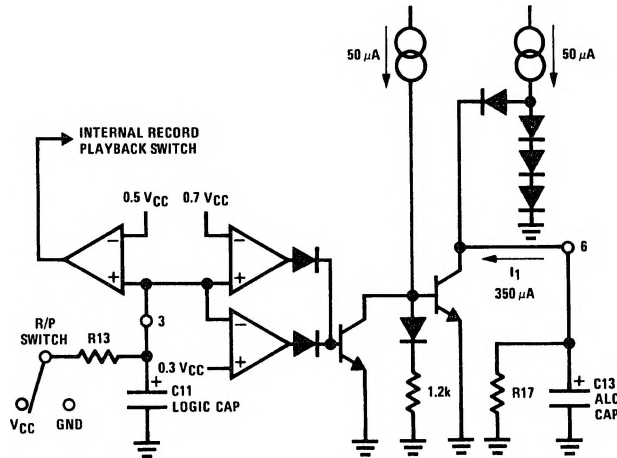 50 µA
50 µA
INTERNAL RECORD
PLAYBACK SWITCH
0.5 VCC
0.7 VCC
−
+
−
+
6
I1
350 µA
3
R/P
SWITCH
R13
−
+
0.3 VCC
+
C11
LOGIC CAP
VCC
GND
1.2k
R17
+
C13
ALC
CAP